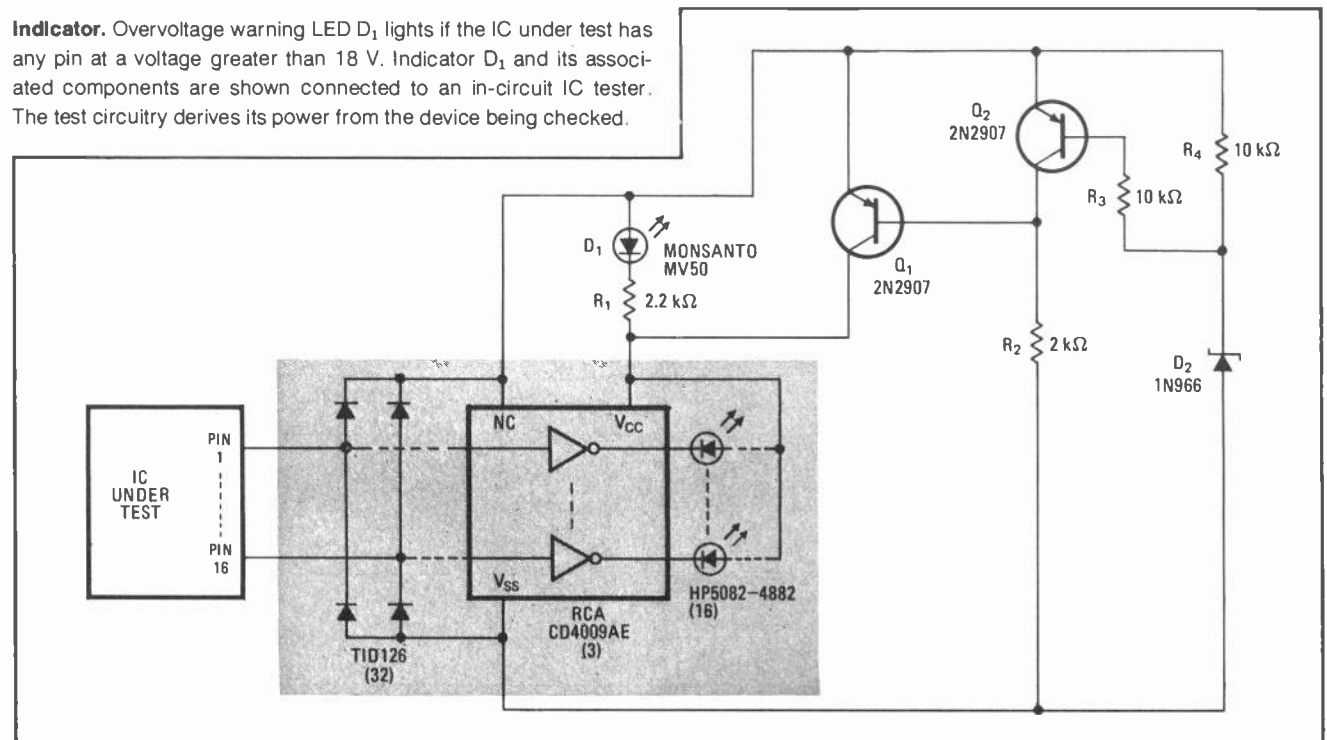 Indicator. Overvoltage warning LED D₁ lights if the IC under test has
any pin at a voltage greater than 18 V. Indicator D₁ and its associ-
ated components are shown connected to an in-circuit IC tester.
The test circuitry derives its power from the device being checked.
Q₂
2N2907
R₄
10 kΩ
R₃
10 kΩ
D₁
MONSANTO
MV50
Q₁
2N2907
R₁
2.2 kΩ
R₂
2 kΩ
D₂
1N966
NC
VCC
PIN
1
IC
UNDER
TEST
PIN
16
VSS
HP5082-4882
(16)
RCA
CD4009AE
(3)
TID126
(32)